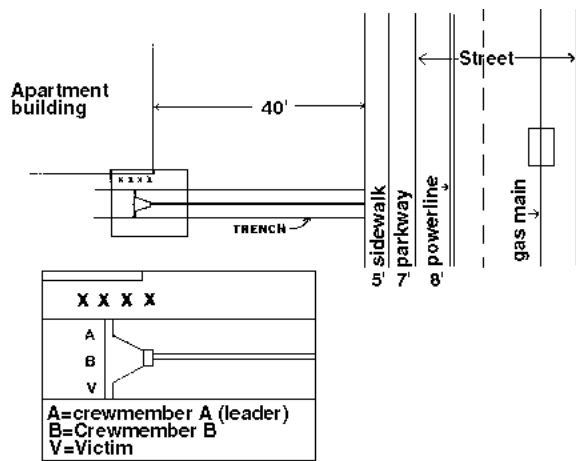 Street
Apartment
building
40'
x x x x
TRENCH
sidewalk
parkway
powerline
gas main
5' 7' 8'
X X X X
A
B
V
A=crewmember A (leader)
B=Crewmember B
V=Victim